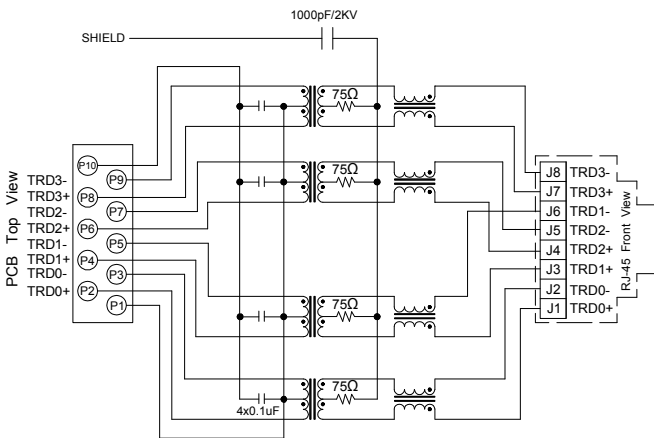 1000pF/2KV
SHIELD
75Ω
75Ω
75Ω
75Ω
4x0.1uF
PCB Top View
P10
TRD3- P9
TRD3+ P8
TRD2- P7
TRD2+ P6
TRD1- P5
TRD1+ P4
TRD0- P3
TRD0+ P2
P1
J8 TRD3-
J7 TRD3+
J6 TRD1-
J5 TRD2-
J4 TRD2+
J3 TRD1+
J2 TRD0-
J1 TRD0+
RJ-45 Front View